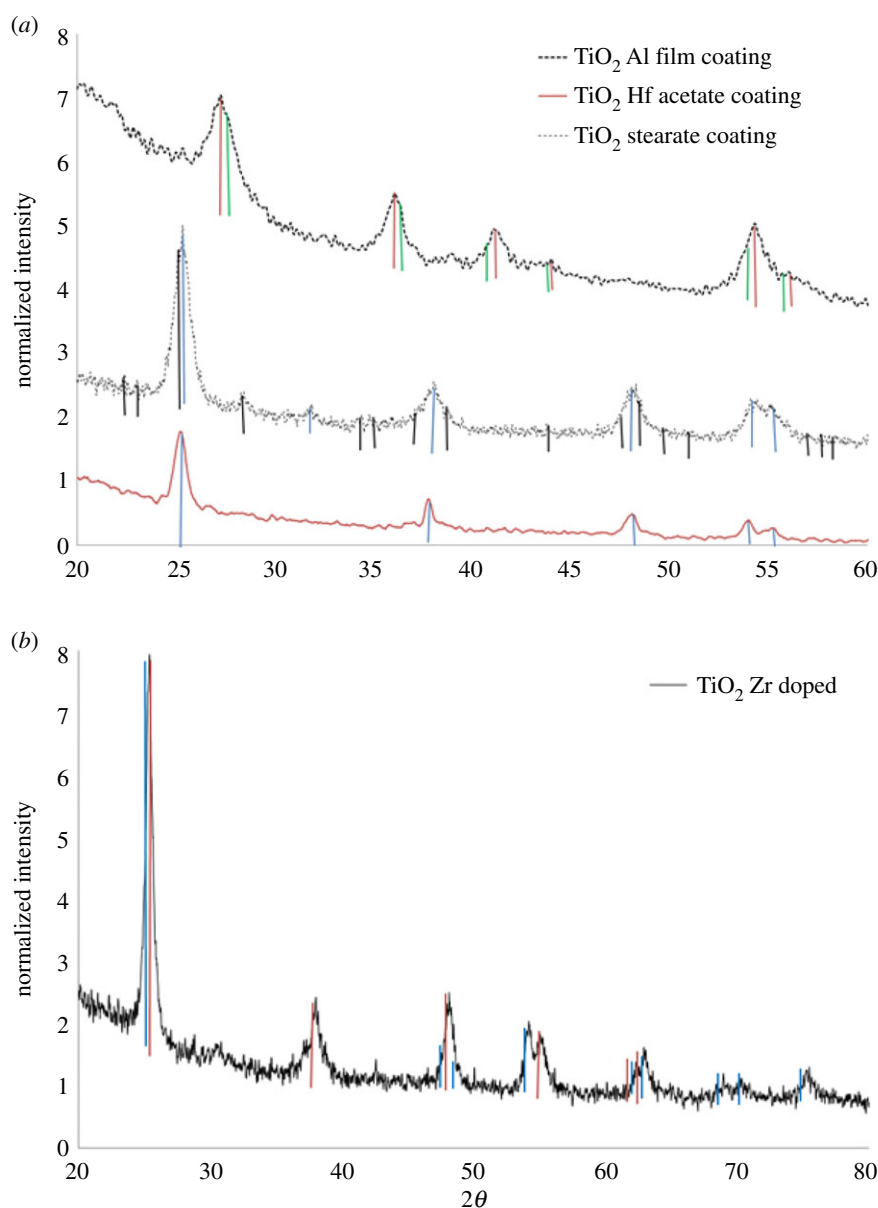 (a)
8
7
6
5
4
3
2
1
0
normalized intensity
TiO2 Al film coating
TiO2 Hf acetate coating
TiO2 stearate coating
20 25 30 35 40 45 50 55 60
(b)
8
7
6
5
4
3
2
1
0
normalized intensity
TiO2 Zr doped
20 30 40 50 60 70 80
2θ